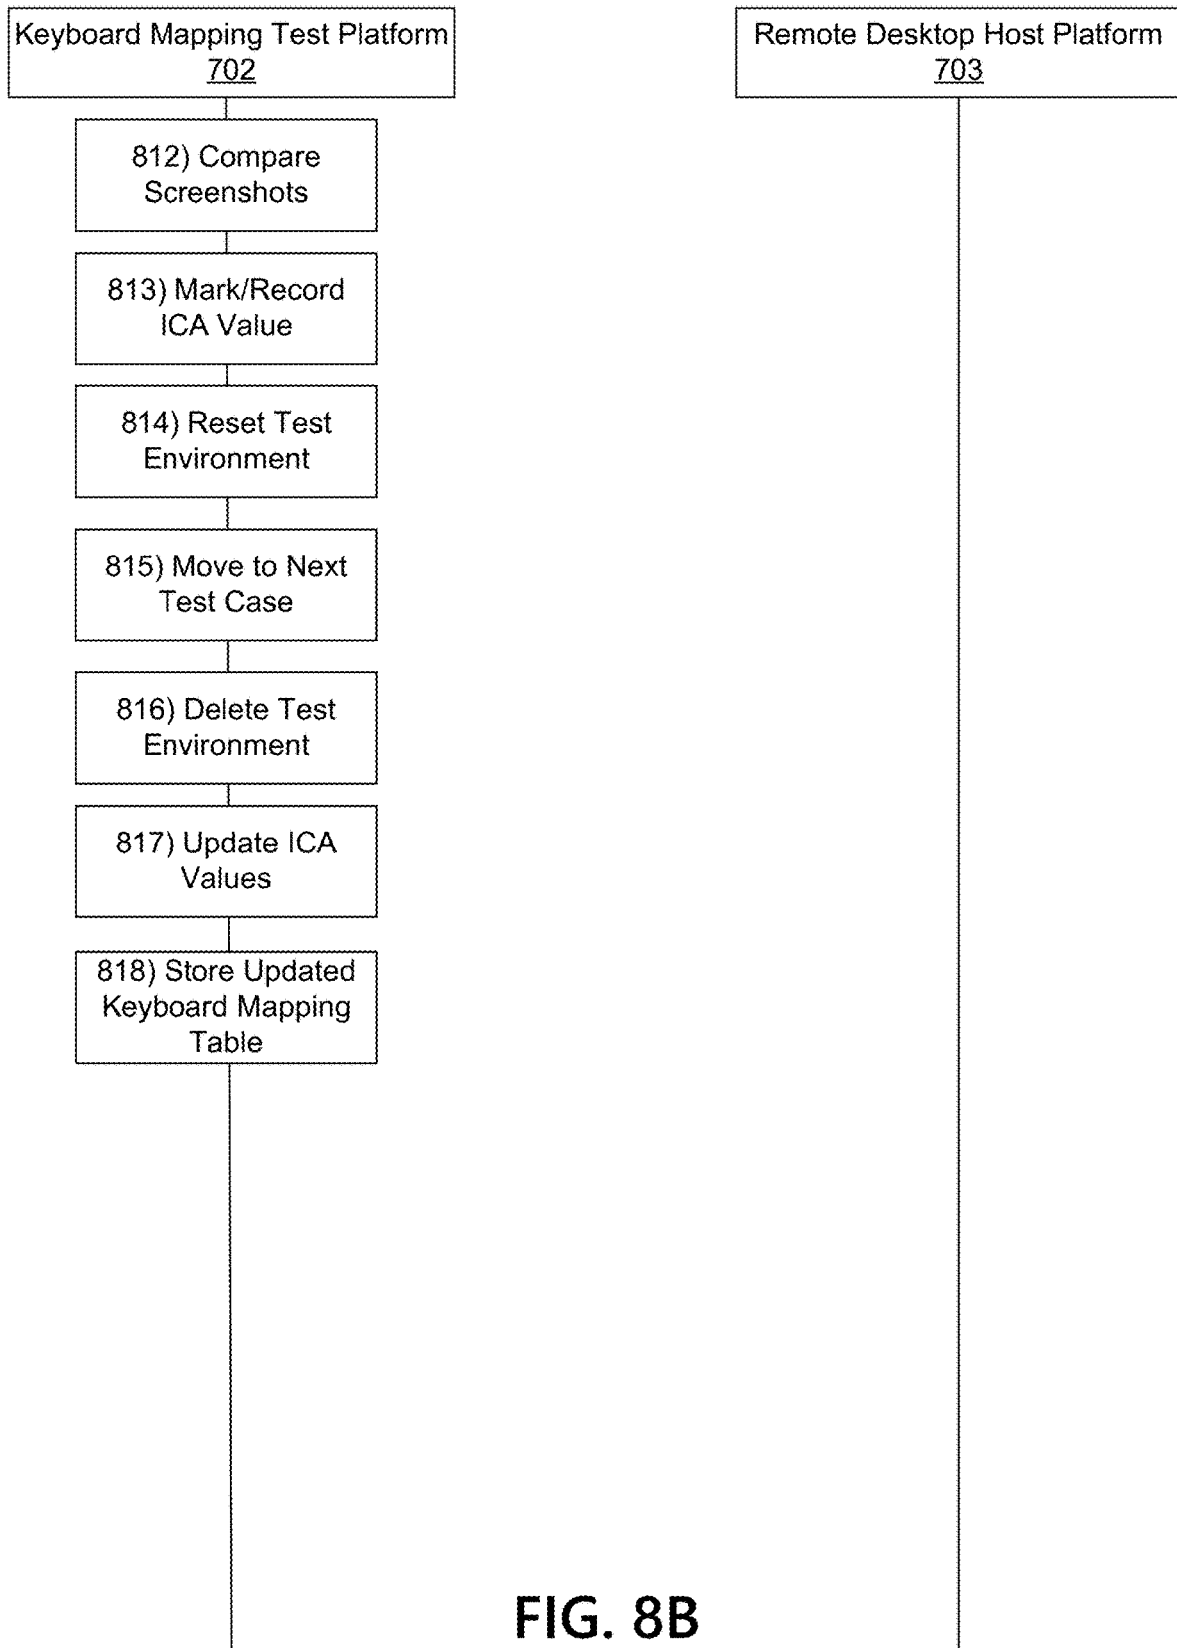 Keyboard Mapping Test Platform
702
Remote Desktop Host Platform
703
812) Compare
Screenshots
813) Mark/Record
ICA Value
814) Reset Test
Environment
815) Move to Next
Test Case
816) Delete Test
Environment
817) Update ICA
Values
818) Store Updated
Keyboard Mapping
Table
FIG. 8B